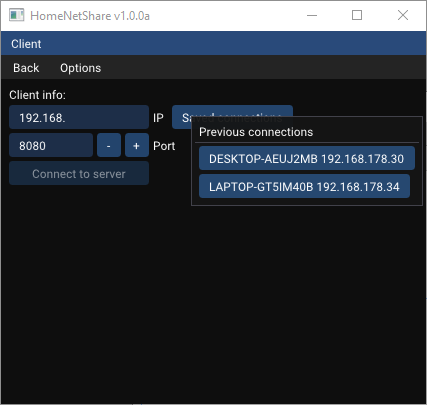 HomeNetShare v1.0.0a
Client
Back Options
Client info:
192.168. IP Saved connections
Previous connections
8080 - + Port
DESKTOP-AEUJ2MB 192.168.178.30
Connect to server
LAPTOP-GT5IM40B 192.168.178.34